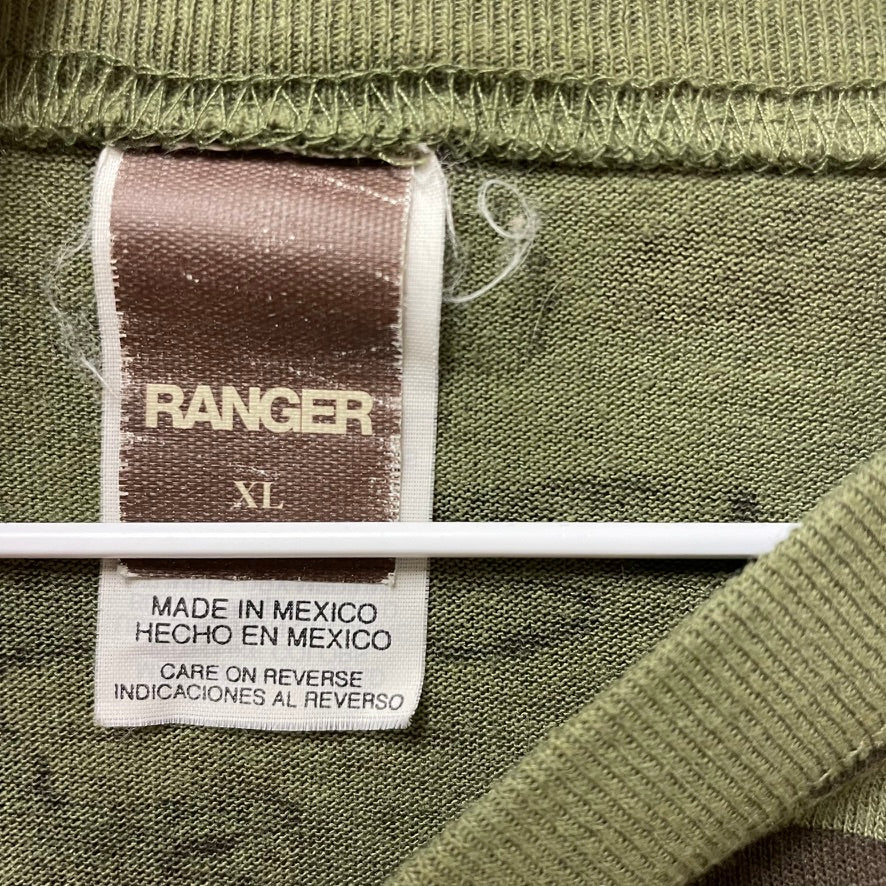 RANGER
XL
MADE IN MEXICO
HECHO EN MEXICO
CARE ON REVERSE
INDICACIONES AL REVERSO